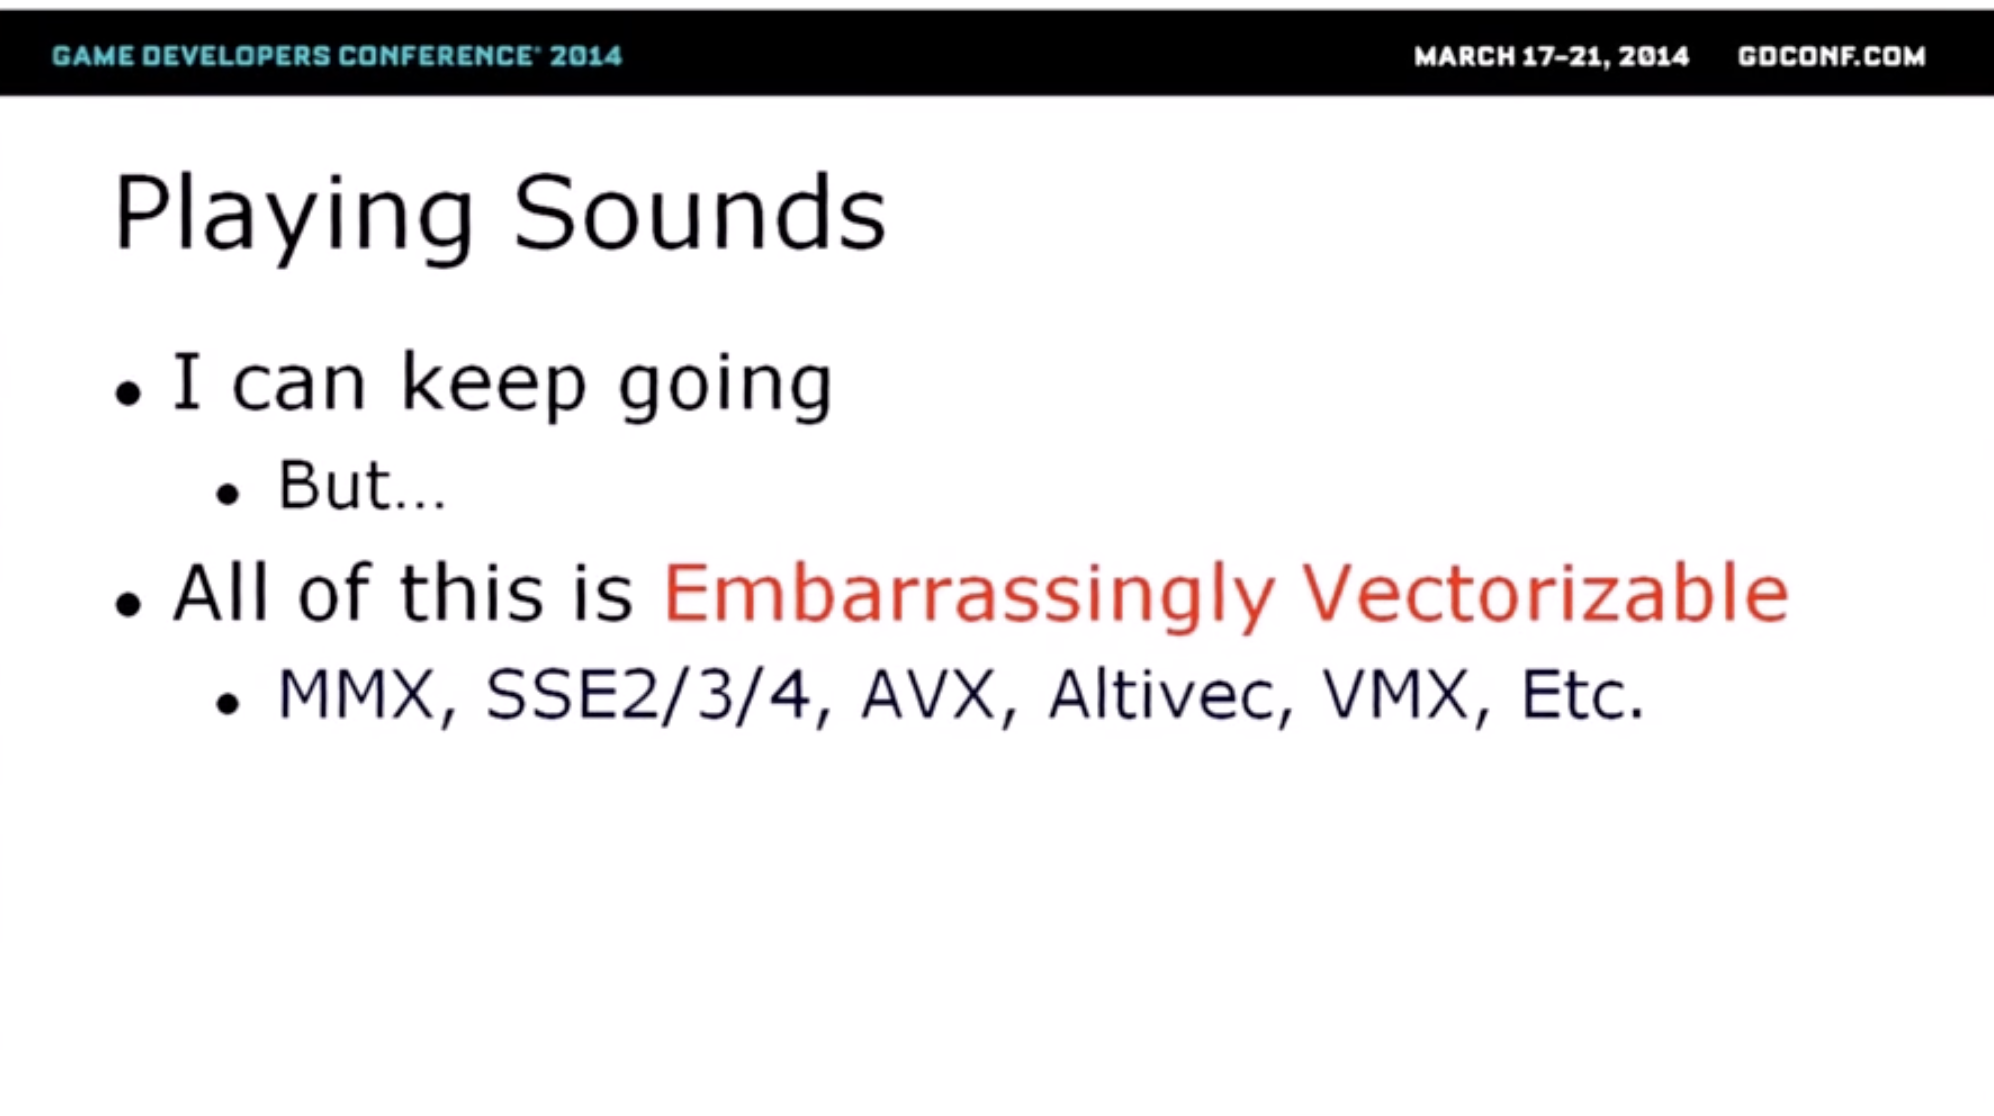 GAME DEVELOPERS CONFERENCE® 2014
MARCH 17–21, 2014 GDCONF.COM
Playing Sounds
• I can keep going
• But...
• All of this is Embarrassingly Vectorizable
• MMX, SSE2/3/4, AVX, Altivec, VMX, Etc.